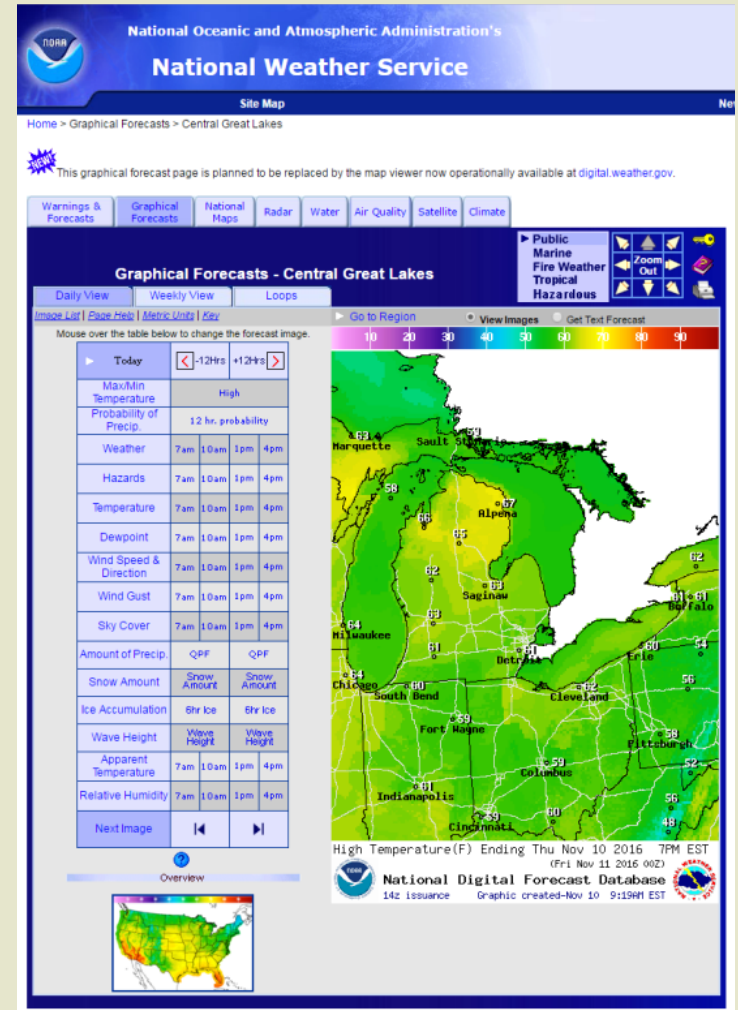 NOAA
National Oceanic and Atmospheric Administration's
National Weather Service
Site Map
Home > Graphical Forecasts > Central Great Lakes
NEW!
This graphical forecast page is planned to be replaced by the map viewer now operationally available at digital.weather.gov.
Warnings & Forecasts Graphical Forecasts National Maps Radar Water Air Quality Satellite Climate
Public
Marine
Fire Weather
Tropical
Hazardous
Zoom Out
Graphical Forecasts - Central Great Lakes
Daily View Weekly View Loops
Image List | Page Help | Metric Units | Key
Go to Region View Images Get Text Forecast
Mouse over the table below to change the forecast image.
10 20 30 40 50 60 70 80 90
Today -12Hrs +12Hrs
Max/Min Temperature High
Probability of Precip. 12 hr. probability
Weather 7am 10am 1pm 4pm
Hazards 7am 10am 1pm 4pm
Temperature 7am 10am 1pm 4pm
Dewpoint 7am 10am 1pm 4pm
Wind Speed & Direction 7am 10am 1pm 4pm
Wind Gust 7am 10am 1pm 4pm
Sky Cover 7am 10am 1pm 4pm
Amount of Precip. QPF QPF
Snow Amount Snow Amount Snow Amount
Ice Accumulation 6hr Ice 6hr Ice
Wave Height Wave Height Wave Height
Apparent Temperature 7am 10am 1pm 4pm
Relative Humidity 7am 10am 1pm 4pm
Next Image
?
Overview
63 59
Marquette Sault
58
67
Alpena
66
65
62
62
63
Saginaw
61 61
Buffalo
63
64
Milwaukee
61
Detroit
60
Erie
54
64
Chicago
60
South Bend
62
Cleveland
56
59
Fort Wayne
58
Pittsburgh
59
Columbus
52
61
Indianapolis
56
59
Cincinnati
60
48
High Temperature(F) Ending Thu Nov 10 2016 7PM EST
(Fri Nov 11 2016 00Z)
National Digital Forecast Database
14z issuance Graphic created-Nov 10 9:19AM EST